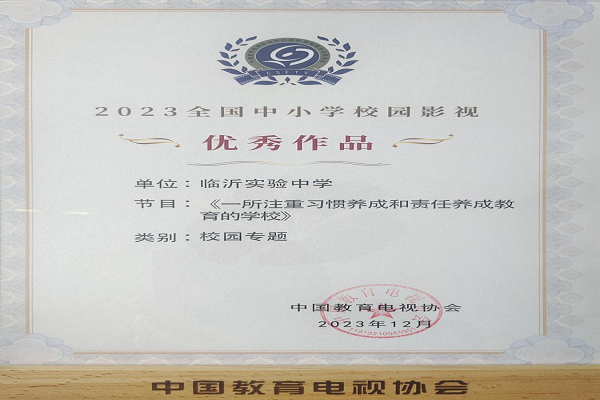 2023全国中小学校园影视
优秀作品
单位：临沂实验中学
节目：《一所注重习惯养成和责任养成教
育的学校》
类别：校园专题
中国教育电视协会
2023年12月
中国教育电视协会